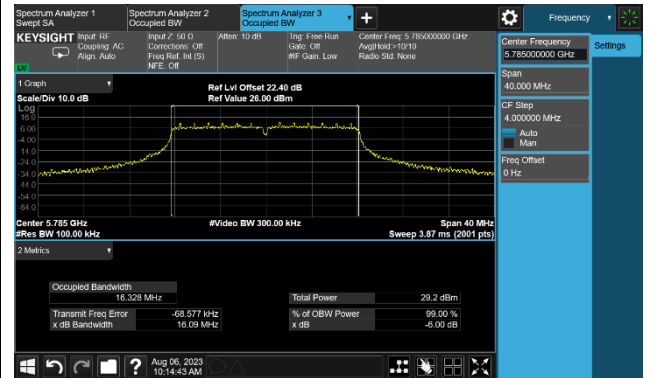 Spectrum Analyzer 1
Swept SA
Spectrum Analyzer 2
Occupied BW
Spectrum Analyzer 3
Occupied BW
Frequency
KEYSIGHT
Input: RF
Coupling: AC
Align: Auto
Input Z: 50 Ω
Corrections: Off
Freq Ref: Int (S)
NFE: Off
Atten: 10 dB
Trig: Free Run
Gate: Off
#IF Gain: Low
Center Freq: 5.785000000 GHz
Avg|Hold:>10/10
Radio Std: None
LXI
Center Frequency
5.785000000 GHz
Settings
Span
40.000 MHz
CF Step
4.000000 MHz
Auto
Man
Freq Offset
0 Hz
1 Graph
Scale/Div 10.0 dB
Ref Lvl Offset 22.40 dB
Ref Value 26.00 dBm
Log
16.0
6.00
-4.00
-14.0
-24.0
-34.0
-44.0
-54.0
-64.0
Center 5.785 GHz
#Res BW 100.00 kHz
#Video BW 300.00 kHz
Span 40 MHz
Sweep 3.87 ms (2001 pts)
2 Metrics
Occupied Bandwidth
16.328 MHz
Total Power 29.2 dBm
Transmit Freq Error -68.577 kHz
% of OBW Power 99.00 %
x dB Bandwidth 16.09 MHz
x dB -6.00 dB
Aug 06, 2023
10:14:43 AM